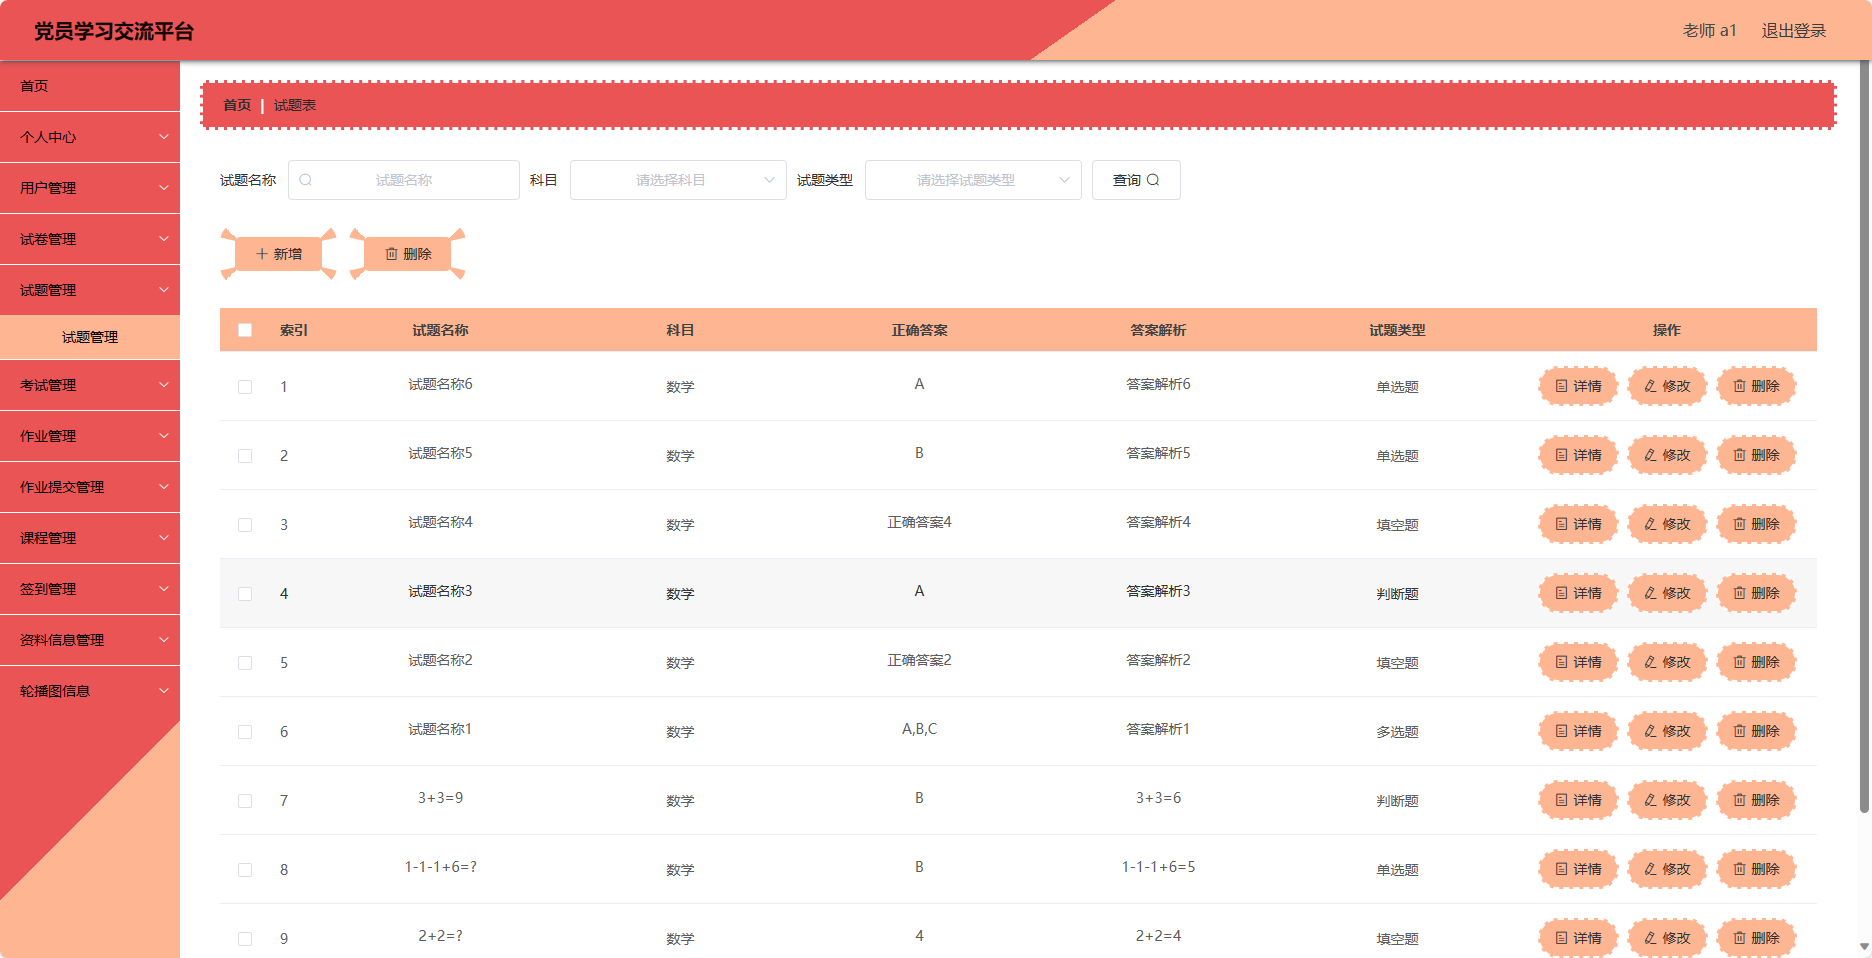 党员学习交流平台
老师 a1 退出登录
首页
个人中心
用户管理
试卷管理
试题管理
试题管理
考试管理
作业管理
作业提交管理
课程管理
签到管理
资料信息管理
轮播图信息
首页 | 试题表
试题名称 试题名称 科目 请选择科目 试题类型 请选择试题类型 查询
新增 删除
索引 试题名称 科目 正确答案 答案解析 试题类型 操作
1 试题名称6 数学 A 答案解析6 单选题 详情 修改 删除
2 试题名称5 数学 B 答案解析5 单选题 详情 修改 删除
3 试题名称4 数学 正确答案4 答案解析4 填空题 详情 修改 删除
4 试题名称3 数学 A 答案解析3 判断题 详情 修改 删除
5 试题名称2 数学 正确答案2 答案解析2 填空题 详情 修改 删除
6 试题名称1 数学 A,B,C 答案解析1 多选题 详情 修改 删除
7 3+3=9 数学 B 3+3=6 判断题 详情 修改 删除
8 1-1-1+6=? 数学 B 1-1-1+6=5 单选题 详情 修改 删除
9 2+2=? 数学 4 2+2=4 填空题 详情 修改 删除